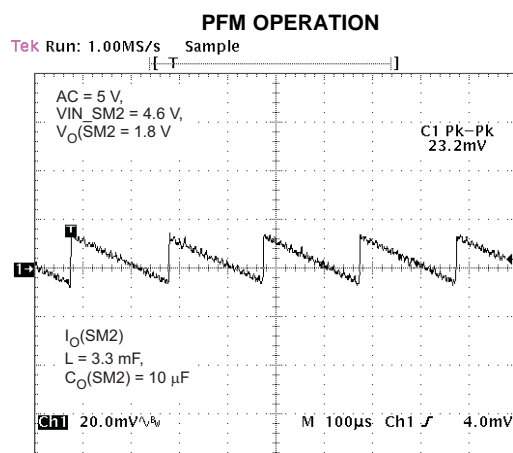 PFM OPERATION
Tek Run: 1.00MS/s Sample
[ T ]
AC = 5 V,
VIN_SM2 = 4.6 V,
VO(SM2 = 1.8 V
C1 Pk–Pk
23.2mV
T
1→
IO(SM2)
L = 3.3 mF,
CO(SM2) = 10 μF
Ch1 20.0mV∿BW M 100μs Ch1 ƒ 4.0mV